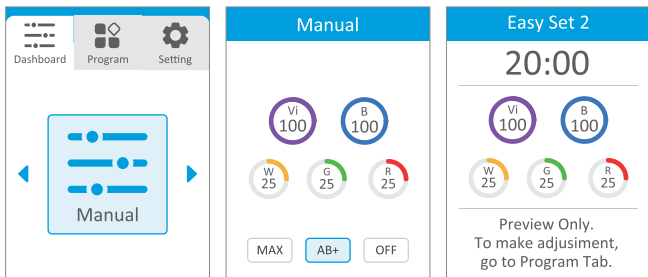 Dashboard
Program
Setting
Manual
Manual
Vi
100
B
100
W
25
G
25
R
25
MAX
AB+
OFF
Easy Set 2
20:00
Vi
100
B
100
W
25
G
25
R
25
Preview Only.
To make adjusiment,
go to Program Tab.